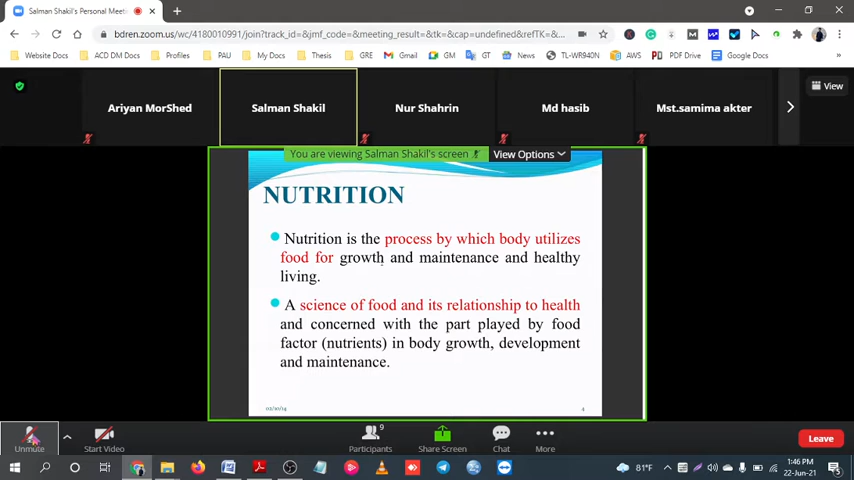 Salman Shakil's Personal Meeti
bdren.zoom.us/wc/4180010991/join?track_id=&jmf_code=&meeting_result=&tk=&cap=undefined&refTK=&...
Website Docs
ACD DM Docs
Profiles
PAU
My Docs
Thesis
GRE
Gmail
GM
GT
News
TL-WR940N
AWS
PDF Drive
Google Docs
View
Ariyan MorShed
Salman Shakil
Nur Shahrin
Md hasib
Mst.samima akter
You are viewing Salman Shakil's screen
View Options
NUTRITION
Nutrition is the process by which body utilizes
food for growth and maintenance and healthy
living.
A science of food and its relationship to health
and concerned with the part played by food
factor (nutrients) in body growth, development
and maintenance.
02/10/14
4
Unmute
Start Video
9
Participants
Share Screen
Chat
More
Leave
81°F
1:46 PM
22-Jun-21
5